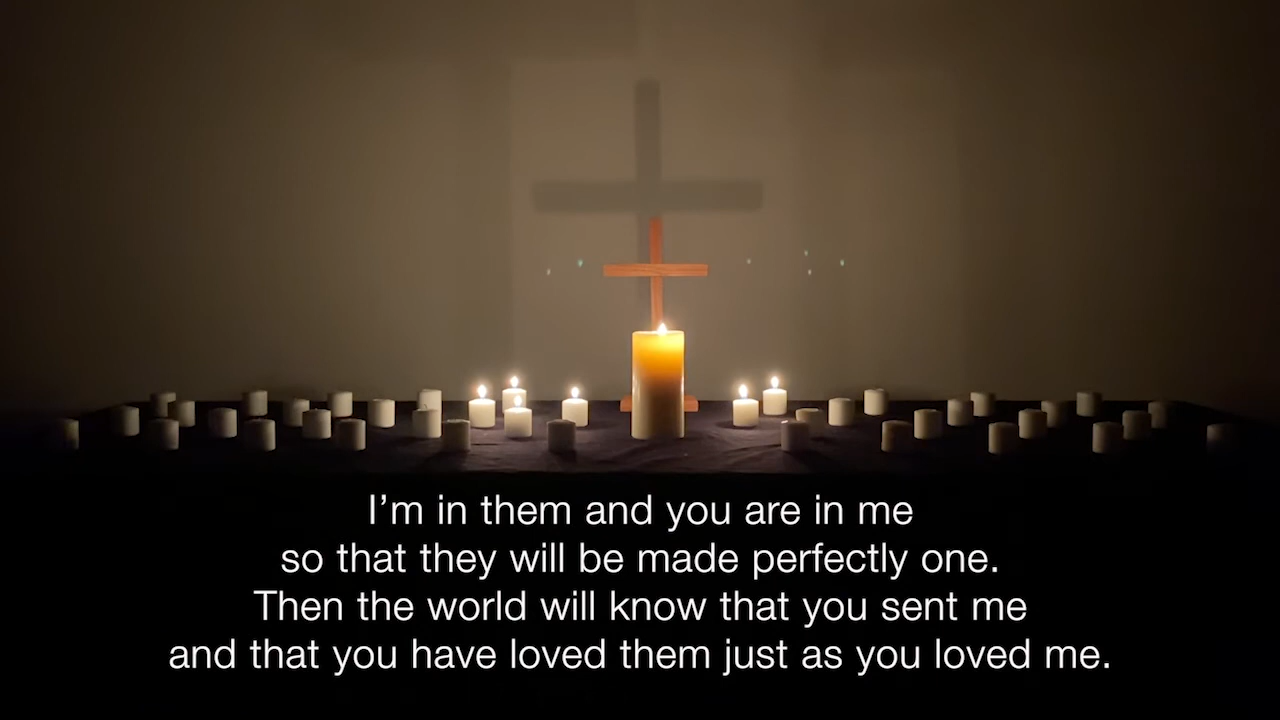 I’m in them and you are in me
so that they will be made perfectly one.
Then the world will know that you sent me
and that you have loved them just as you loved me.